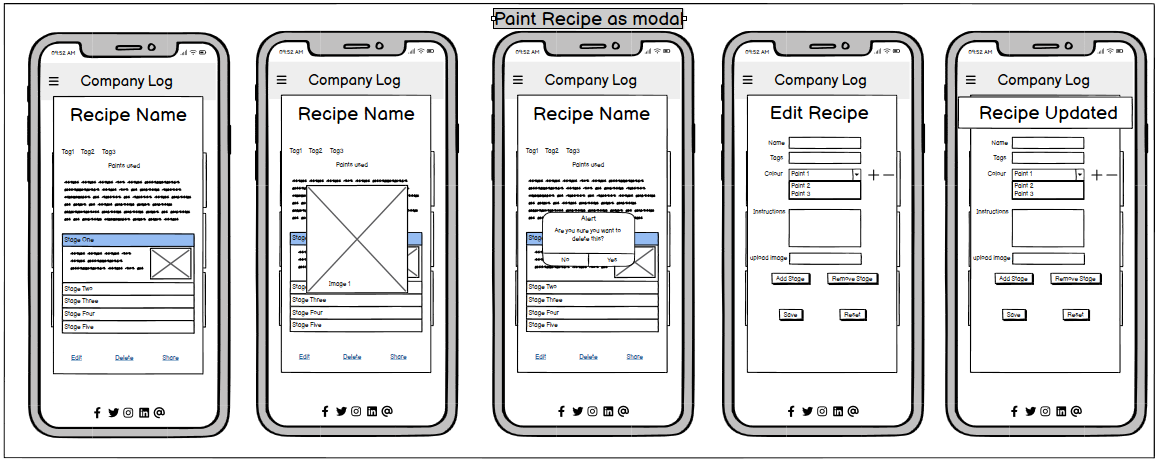 Paint Recipe as modal
09:52 AM
Company Log
Recipe Name
Tag1 Tag2 Tag3
Paints used
Stage One
Stage Two
Stage Three
Stage Four
Stage Five
Edit Delete Share
09:52 AM
Company Log
Recipe Name
Tag1 Tag2 Tag3
Paints used
Image 1
Stage Three
Stage Four
Stage Five
Edit Delete Share
09:52 AM
Company Log
Recipe Name
Tag1 Tag2 Tag3
Paints used
Alert
Are you sure you want to
delete this?
No Yes
Stage Two
Stage Three
Stage Four
Stage Five
Edit Delete Share
09:52 AM
Company Log
Edit Recipe
Name
Tags
Colour Paint 1 + −
Paint 2
Paint 3
Instructions
upload image
Add Stage Remove Stage
Save Reset
09:52 AM
Company Log
Recipe Updated
Name
Tags
Colour Paint 1 + −
Paint 2
Paint 3
Instructions
upload image
Add Stage Remove Stage
Save Reset